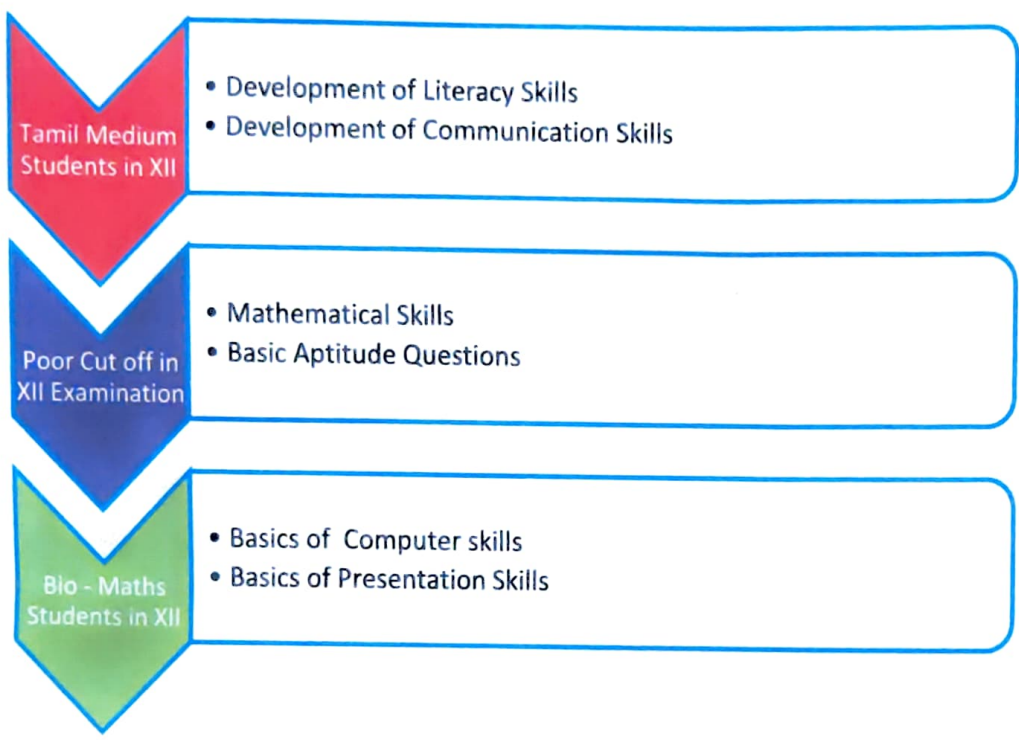 Tamil Medium
Students in XII
• Development of Literacy Skills
• Development of Communication Skills
Poor Cut off in
XII Examination
• Mathematical Skills
• Basic Aptitude Questions
Bio - Maths
Students in XII
• Basics of Computer skills
• Basics of Presentation Skills